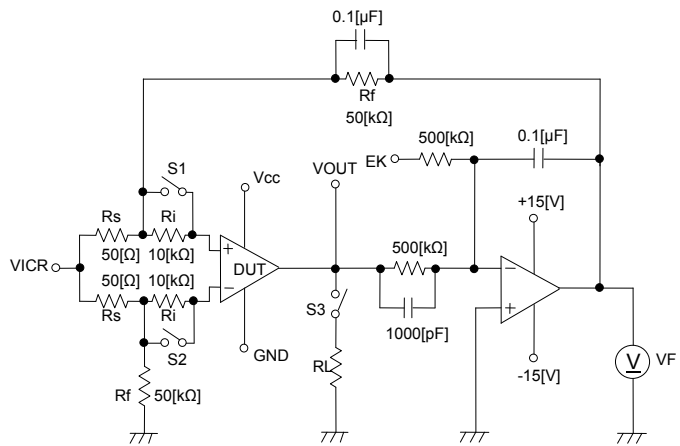 0.1[µF]
Rf
50[kΩ]
500[kΩ]
0.1[µF]
EK
VOUT
S1
Vcc
+15[V]
Rs
Ri
50[Ω]
10[kΩ]
500[kΩ]
VICR
DUT
50[Ω]
10[kΩ]
Rs
Ri
S3
1000[pF]
S2
GND
V
VF
Rf
50[kΩ]
RL
-15[V]